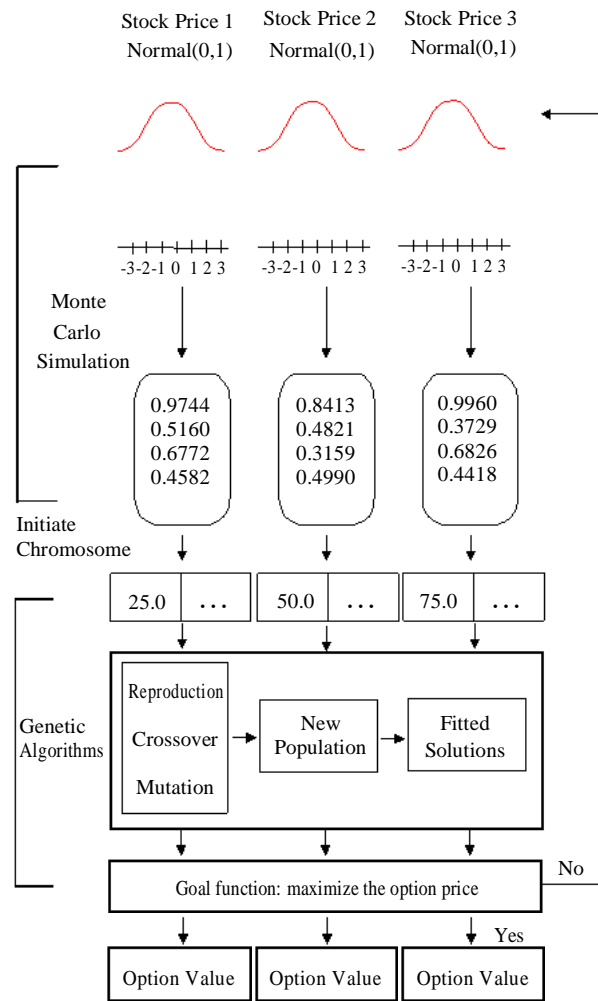 Stock Price 1 Stock Price 2 Stock Price 3
Normal(0,1) Normal(0,1) Normal(0,1)
-3-2-1 0 1 2 3 -3-2-1 0 1 2 3 -3-2-1 0 1 2 3
Monte
Carlo
Simulation
0.9744
0.5160
0.6772
0.4582
0.8413
0.4821
0.3159
0.4990
0.9960
0.3729
0.6826
0.4418
Initiate
Chromosome
25.0 ... 50.0 ... 75.0 ...
Genetic
Algorithms
Reproduction
Crossover
Mutation
New
Population
Fitted
Solutions
Goal function: maximize the option price
No
Yes
Option Value Option Value Option Value